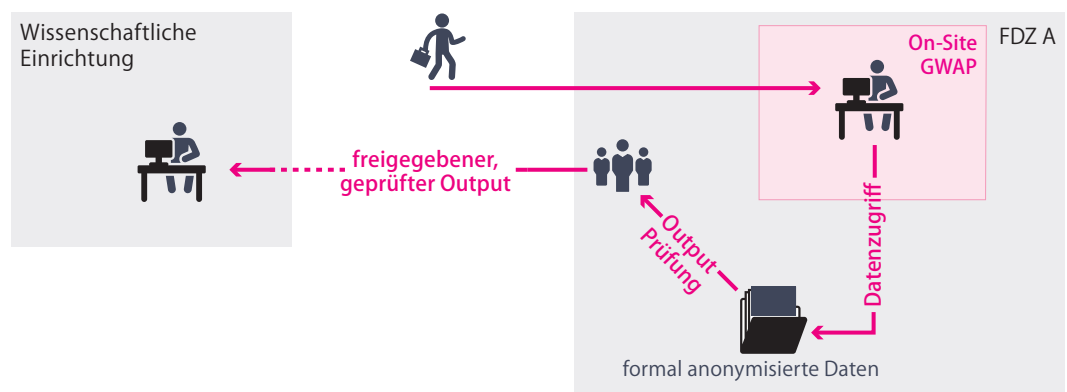 Wissenschaftliche
Einrichtung
On-Site
GWAP
FDZ A
freigegebener,
geprüfter Output
Output
Prüfung
Datenzugriff
formal anonymisierte Daten